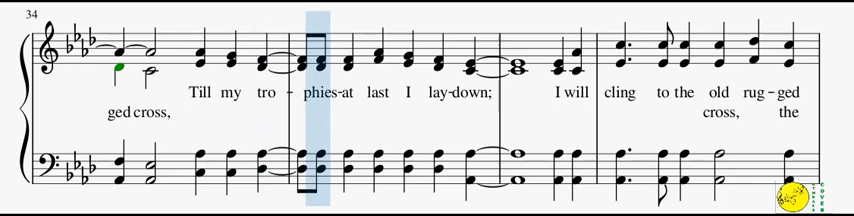 34
Till my tro - phies-at last I lay-down; I will cling to the old rug-ged
ged cross, cross, the